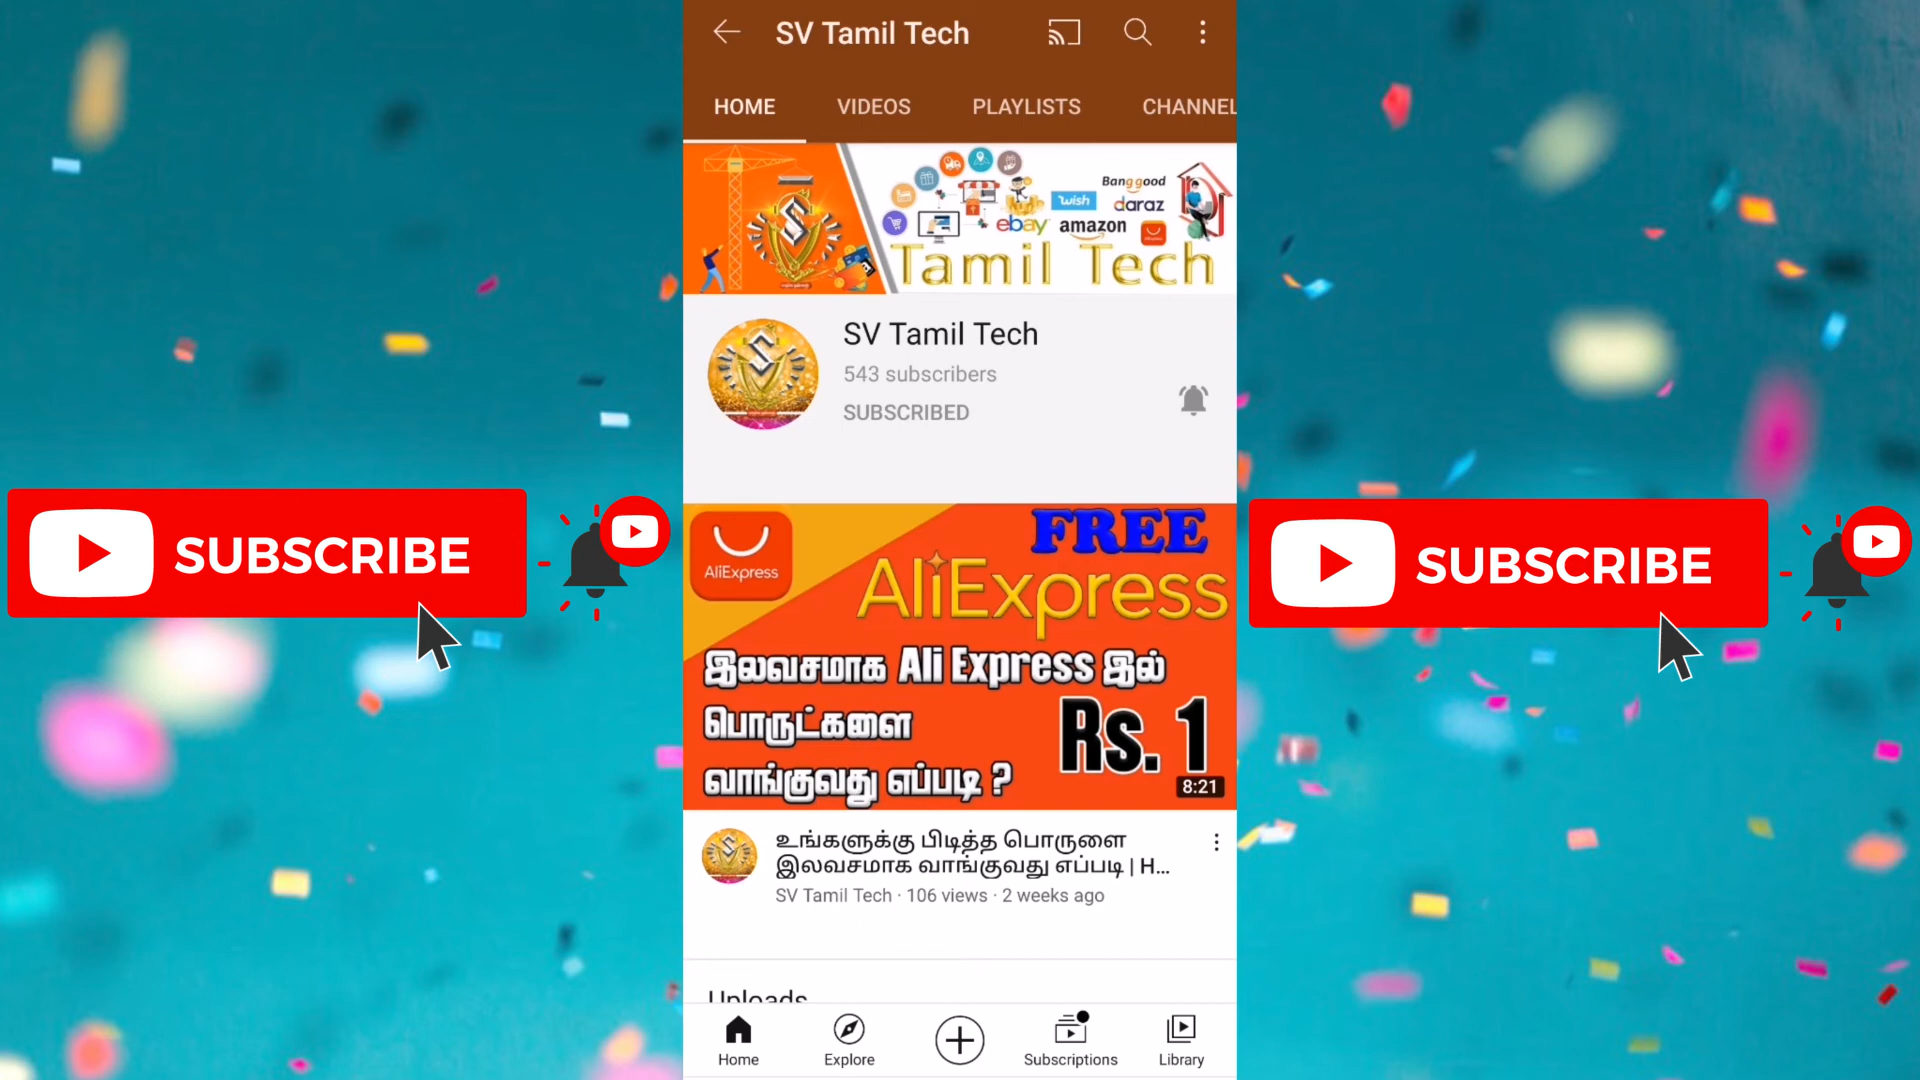 SV Tamil Tech
HOME VIDEOS PLAYLISTS CHANNEL
Banggood
wish daraz
ebay amazon
Tamil Tech
SV Tamil Tech
543 subscribers
SUBSCRIBED
SUBSCRIBE
SUBSCRIBE
FREE
AliExpress
AliExpress
இலவசமாக Ali Express இல்
பொருட்களை
வாங்குவது எப்படி ?
Rs. 1
8:21
உங்களுக்கு பிடித்த பொருளை
இலவசமாக வாங்குவது எப்படி | H...
SV Tamil Tech · 106 views · 2 weeks ago
Uploads
Home Explore Subscriptions Library